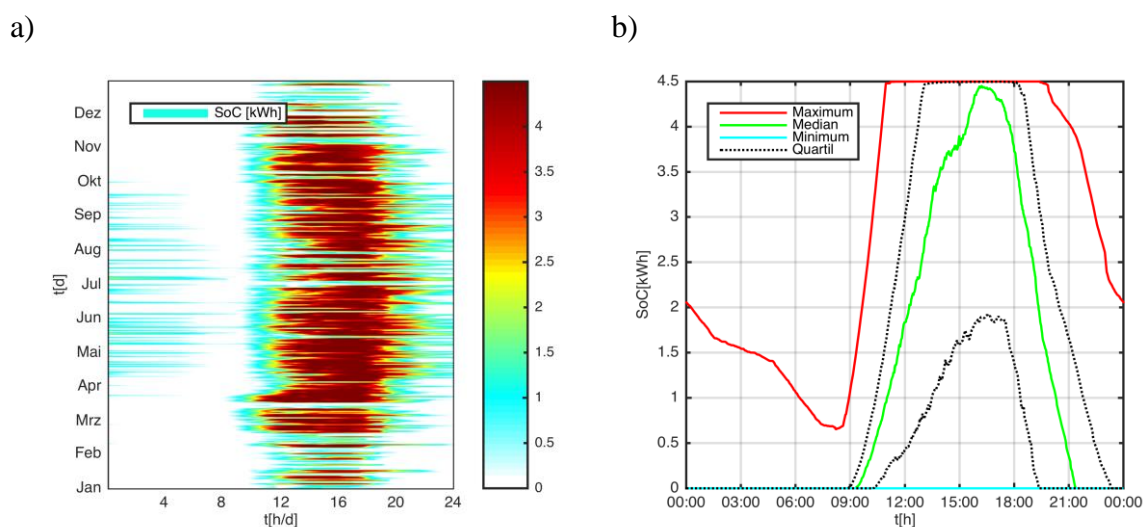 a)
b)
SoC [kWh]
Dez
Nov
Okt
Sep
Aug
Jul
Jun
Mai
Apr
Mrz
Feb
Jan
t[d]
4 8 12 16 20 24
t[h/d]
4
3.5
3
2.5
2
1.5
1
0.5
0
Maximum
Median
Minimum
Quartil
4.5
4
3.5
3
2.5
2
1.5
1
0.5
0
SoC[kWh]
00:00 03:00 06:00 09:00 12:00 15:00 18:00 21:00 00:00
t[h]